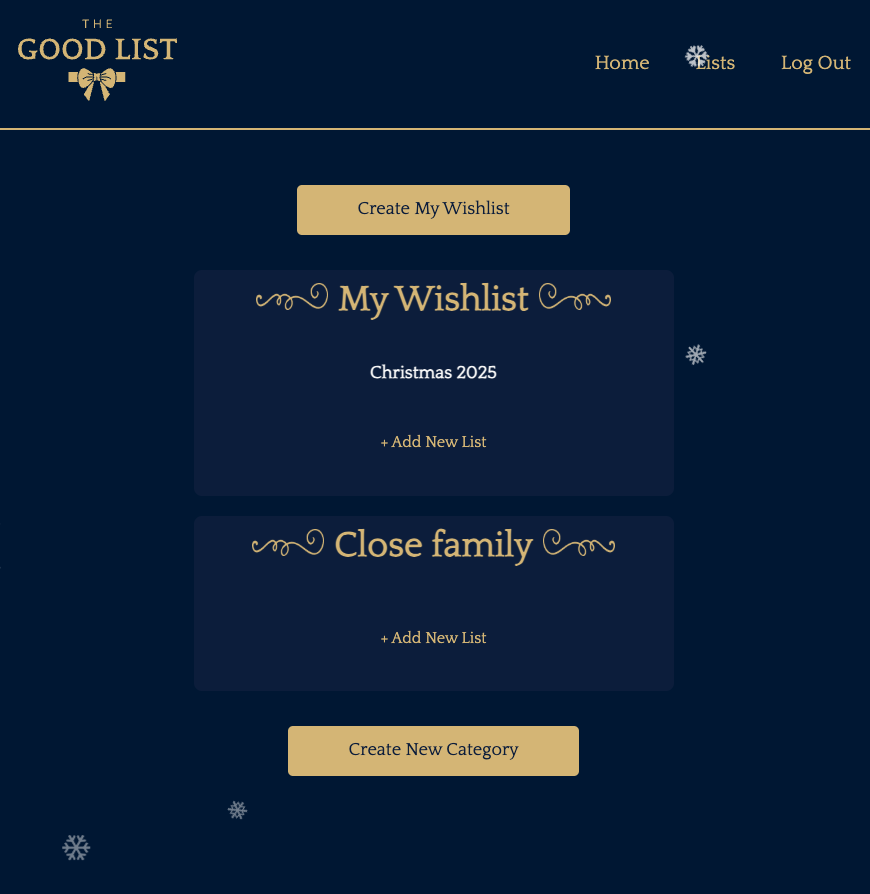 THE
GOOD LIST
Home Lists Log Out
Create My Wishlist
My Wishlist
Christmas 2025
+ Add New List
Close family
+ Add New List
Create New Category